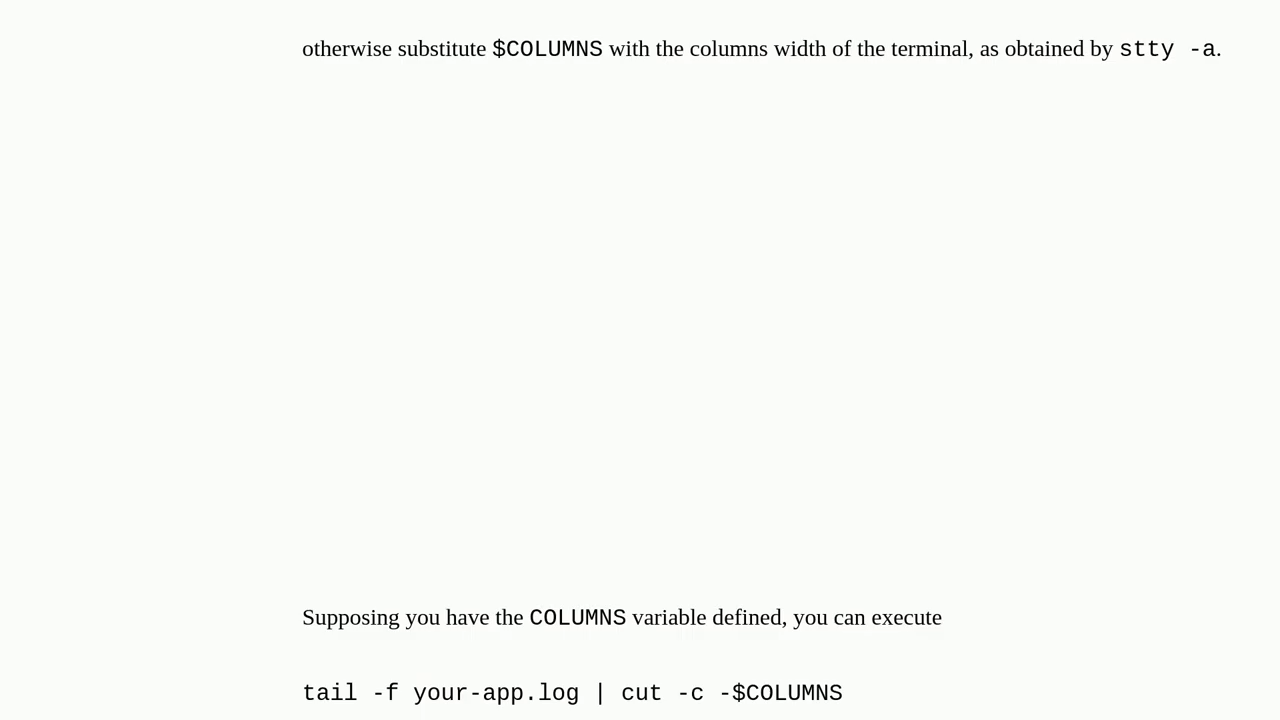 otherwise substitute $COLUMNS with the columns width of the terminal, as obtained by stty -a.
Supposing you have the COLUMNS variable defined, you can execute
tail -f your-app.log | cut -c -$COLUMNS